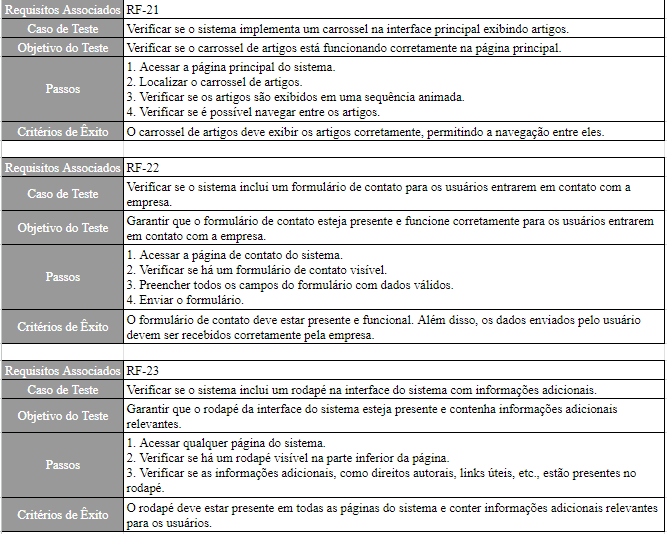 Requisitos Associados RF-21
Caso de Teste Verificar se o sistema implementa um carrossel na interface principal exibindo artigos.
Objetivo do Teste Verificar se o carrossel de artigos está funcionando corretamente na página principal.
Passos
1. Acessar a página principal do sistema.
2. Localizar o carrossel de artigos.
3. Verificar se os artigos são exibidos em uma sequência animada.
4. Verificar se é possível navegar entre os artigos.
Critérios de Êxito O carrossel de artigos deve exibir os artigos corretamente, permitindo a navegação entre eles.
Requisitos Associados RF-22
Caso de Teste
Verificar se o sistema inclui um formulário de contato para os usuários entrarem em contato com a
empresa.
Objetivo do Teste
Garantir que o formulário de contato esteja presente e funcione corretamente para os usuários entrarem
em contato com a empresa.
Passos
1. Acessar a página de contato do sistema.
2. Verificar se há um formulário de contato visível.
3. Preencher todos os campos do formulário com dados válidos.
4. Enviar o formulário.
Critérios de Êxito
O formulário de contato deve estar presente e funcional. Além disso, os dados enviados pelo usuário
devem ser recebidos corretamente pela empresa.
Requisitos Associados RF-23
Caso de Teste Verificar se o sistema inclui um rodapé na interface do sistema com informações adicionais.
Objetivo do Teste
Garantir que o rodapé da interface do sistema esteja presente e contenha informações adicionais
relevantes.
Passos
1. Acessar qualquer página do sistema.
2. Verificar se há um rodapé visível na parte inferior da página.
3. Verificar se as informações adicionais, como direitos autorais, links úteis, etc., estão presentes no
rodapé.
Critérios de Êxito
O rodapé deve estar presente em todas as páginas do sistema e conter informações adicionais relevantes
para os usuários.